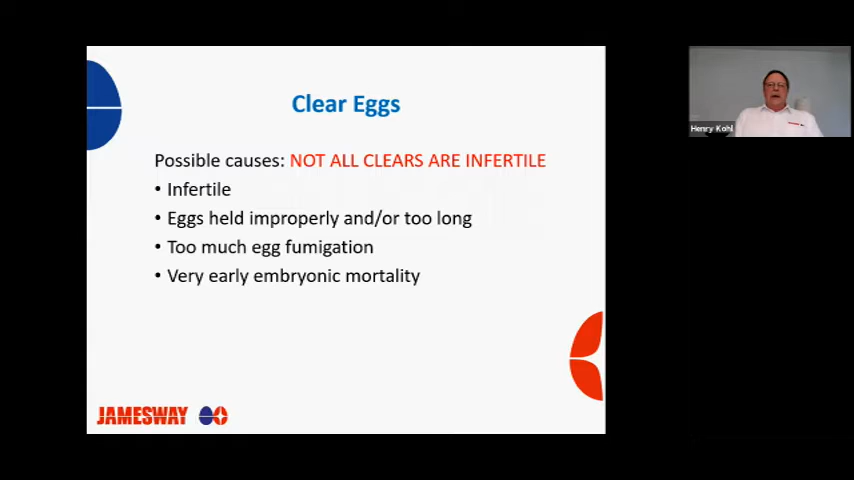 Clear Eggs
Possible causes: NOT ALL CLEARS ARE INFERTILE
• Infertile
• Eggs held improperly and/or too long
• Too much egg fumigation
• Very early embryonic mortality
JAMESWAY
Henry Kohl